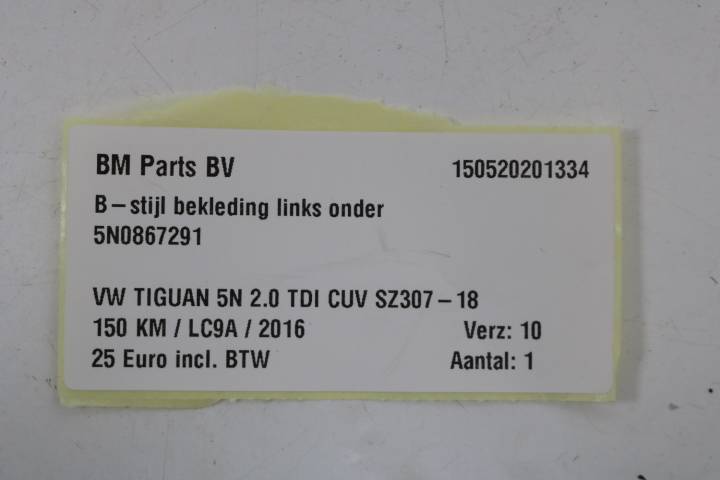 BM Parts BV 150520201334
B-stijl bekleding links onder
5N0867291
VW TIGUAN 5N 2.0 TDI CUV SZ307-18
150 KM / LC9A / 2016 Verz: 10
25 Euro incl. BTW Aantal: 1